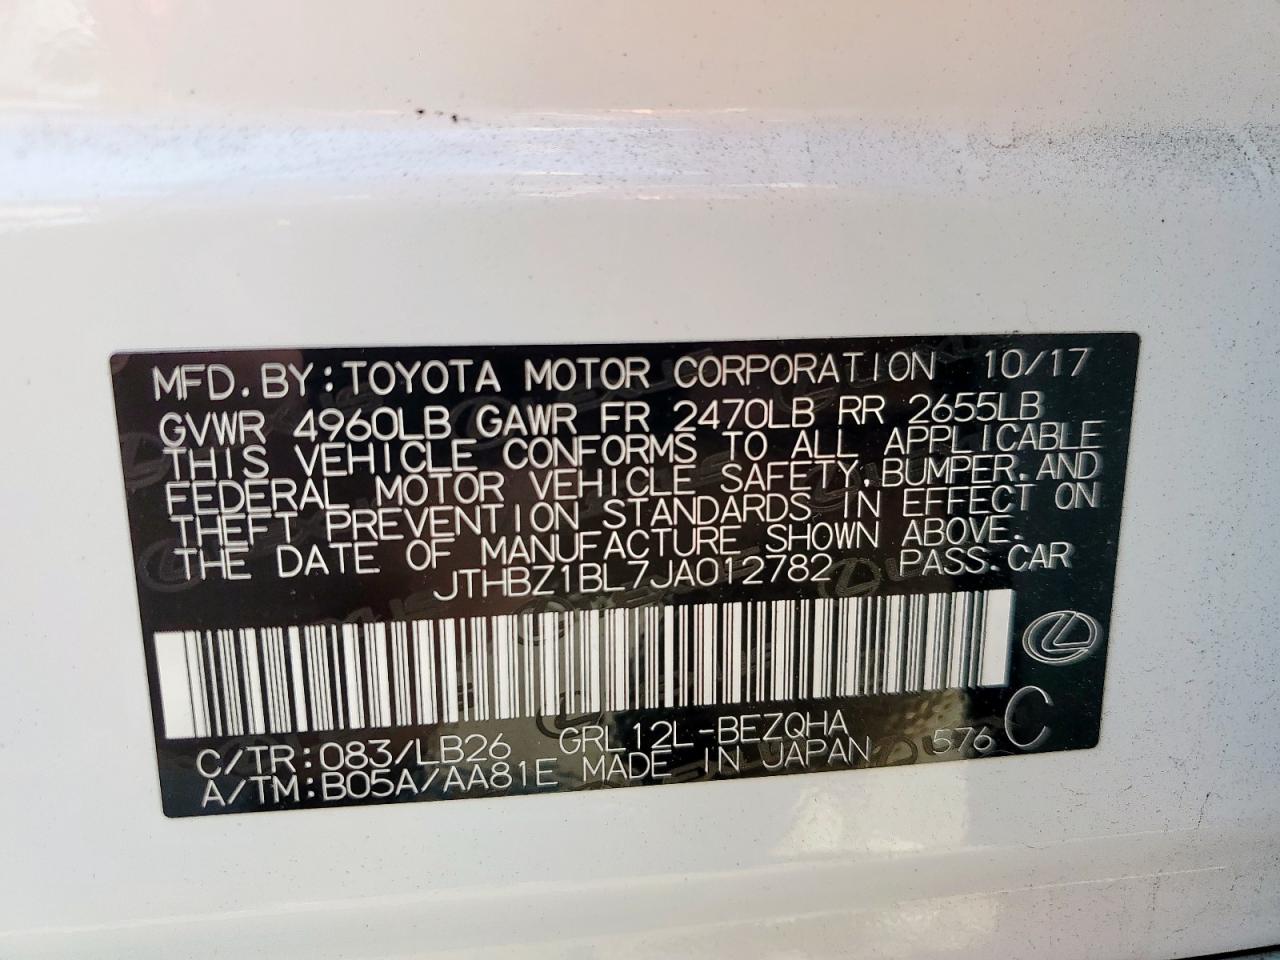 MFD.BY:TOYOTA MOTOR CORPORATION 10/17
GVWR 4960LB GAWR FR 2470LB RR 2655LB
THIS VEHICLE CONFORMS TO ALL APPLICABLE
FEDERAL MOTOR VEHICLE SAFETY,BUMPER,AND
THEFT PREVENTION STANDARDS IN EFFECT ON
THE DATE OF MANUFACTURE SHOWN ABOVE.
JTHBZ1BL7JA012782 PASS.CAR
C/TR:083/LB26 GRL12L-BEZQHA 576 C
A/TM:B05A/AA81E MADE IN JAPAN